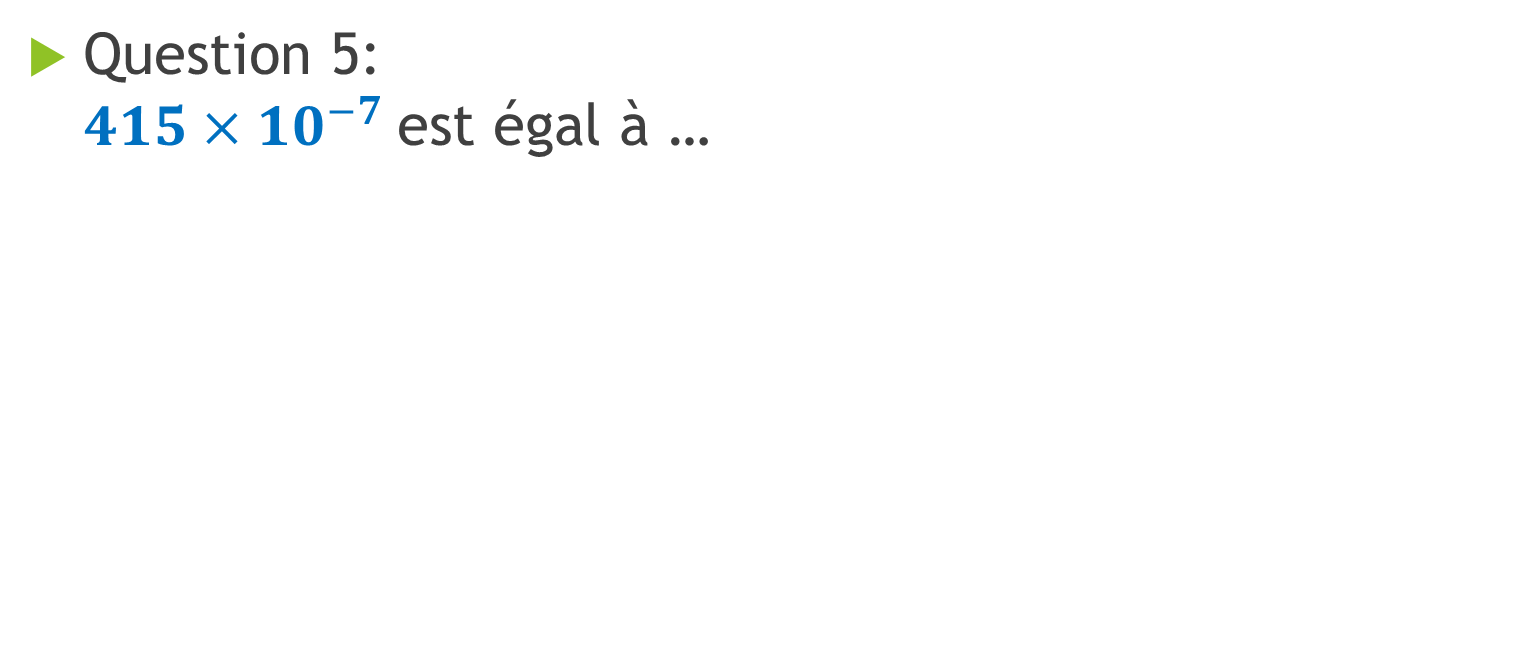 Question 5:
415 × 10⁻⁷ est égal à ...